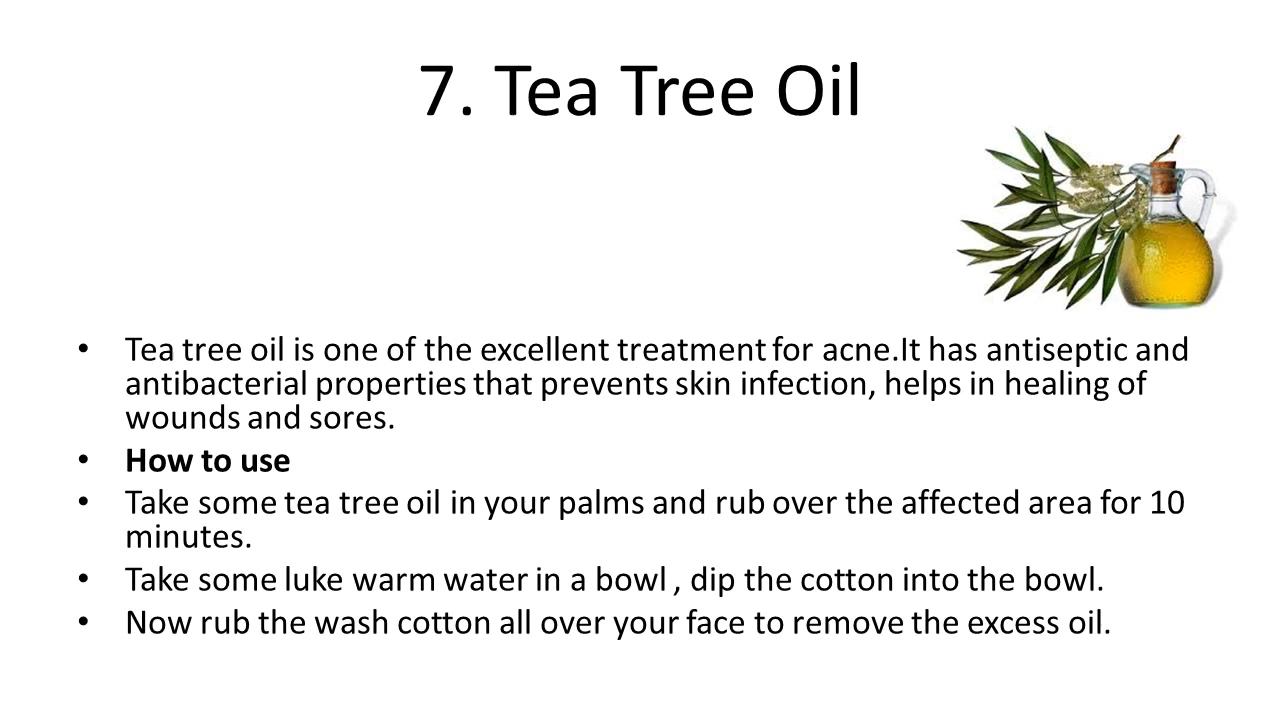 7. Tea Tree Oil
• Tea tree oil is one of the excellent treatment for acne.It has antiseptic and
antibacterial properties that prevents skin infection, helps in healing of
wounds and sores.
• How to use
• Take some tea tree oil in your palms and rub over the affected area for 10
minutes.
• Take some luke warm water in a bowl , dip the cotton into the bowl.
• Now rub the wash cotton all over your face to remove the excess oil.